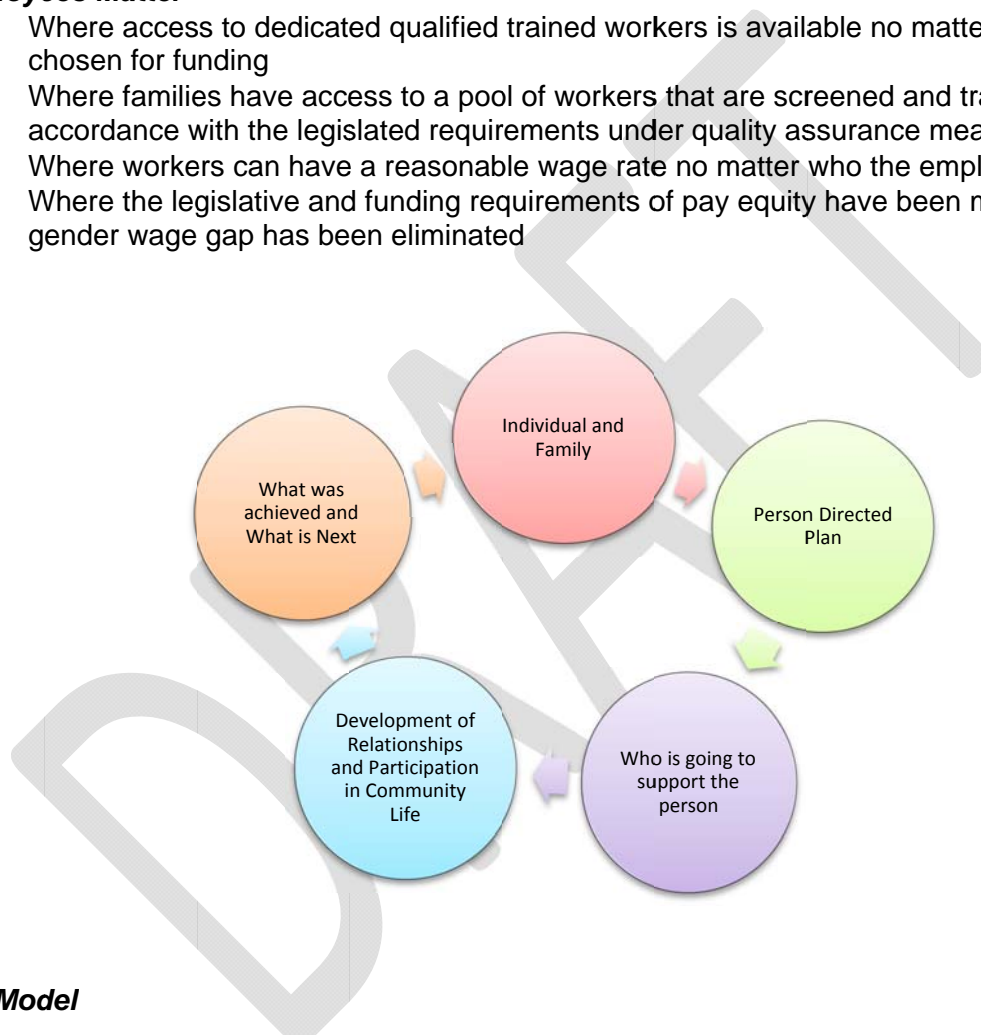 Matter
Where access to dedicated qualified trained workers is available no
chosen for funding
Where families have access to a pool of workers that are screened and
accordance with the legislated requirements under quality assurance
Where workers can have a reasonable wage rate no matter who the
Where the legislative and funding requirements of pay equity have been
gender wage gap has been eliminated
Individual and
Family
What was
achieved and
What is Next
Person Directed
Plan
Development of
Relationships
and Participation
in Community
Life
Who is going to
support the
person
Model
DRAFT